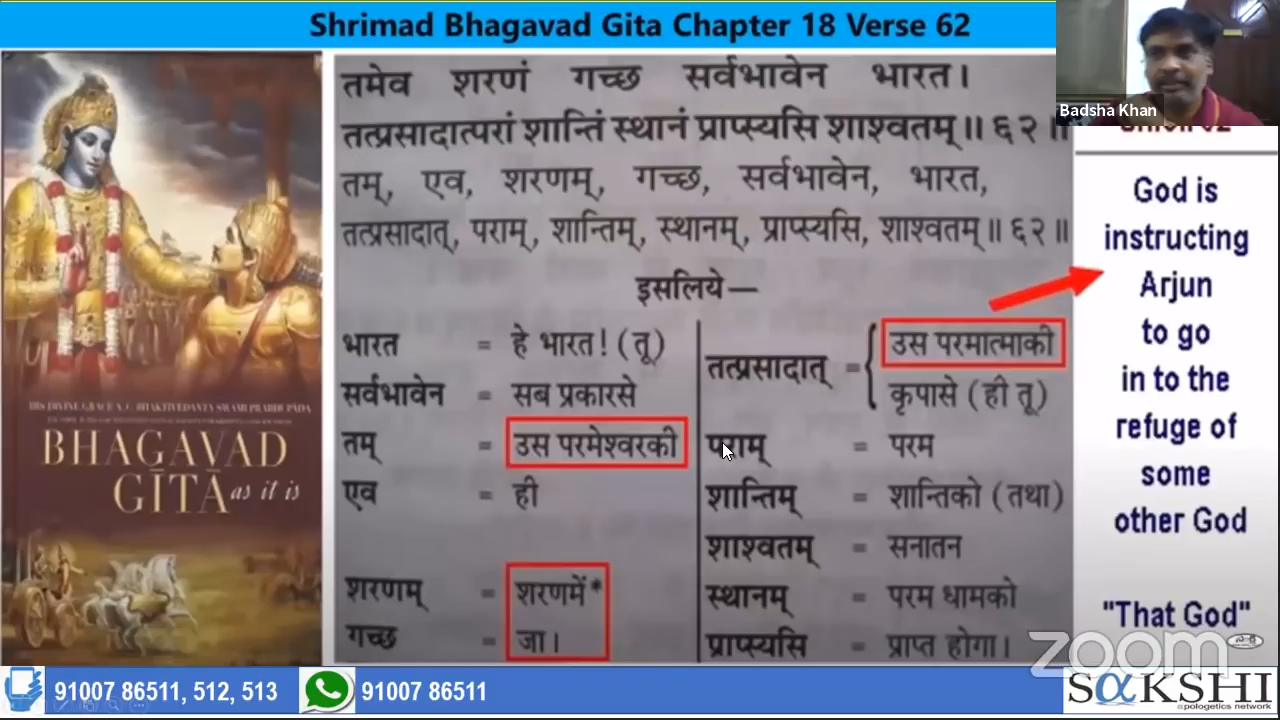 Shrimad Bhagavad Gita Chapter 18 Verse 62
Badsha Khan
तमेव शरणं गच्छ सर्वभावेन भारत।
तत्प्रसादात्परां शान्तिं स्थानं प्राप्स्यसि शाश्वतम्॥ ६२
तम्, एव, शरणम्, गच्छ, सर्वभावेन, भारत,
तत्प्रसादात्, पराम्, शान्तिम्, स्थानम्, प्राप्स्यसि, शाश्वतम्॥ ६२॥
इसलिये—
भारत = हे भारत! (तू)
सर्वभावेन = सब प्रकारसे
तम् = उस परमेश्वरकी
एव = ही
शरणम् = शरणमें*
गच्छ = जा।
तत्प्रसादात् = { उस परमात्माकी
कृपासे (ही तू)
पराम् = परम
शान्तिम् = शान्तिको (तथा)
शाश्वतम् = सनातन
स्थानम् = परम धामको
प्राप्स्यसि = प्राप्त होगा।
God is
instructing
Arjun
to go
in to the
refuge of
some
other God
"That God"
HIS DIVINE GRACE A. C. BHAKTIVEDANTA SWAMI PRABHUPĀDA
BHAGAVAD
GĪTĀ as it is
zoom
91007 86511, 512, 513
91007 86511
SαKSHI
apologetics network